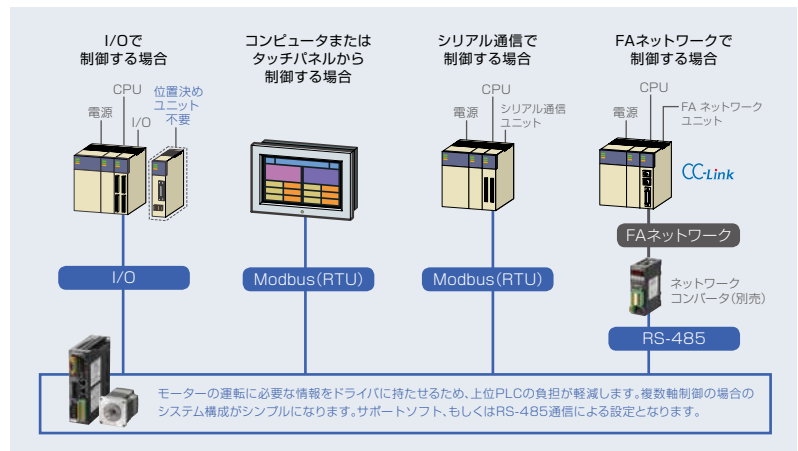 I/Oで
制御する場合
コンピュータまたは
タッチパネルから
制御する場合
シリアル通信で
制御する場合
FAネットワークで
制御する場合
CPU
電源
I/O
位置決め
ユニット
不要
CPU
電源
シリアル通信
ユニット
CPU
電源
FA ネットワーク
ユニット
CC-Link
FAネットワーク
I/O
Modbus(RTU)
Modbus(RTU)
ネットワーク
コンバータ(別売)
RS-485
モーターの運転に必要な情報をドライバに持たせるため、上位PLCの負担が軽減します。複数軸制御の場合の
システム構成がシンプルになります。サポートソフト、もしくはRS-485通信による設定となります。